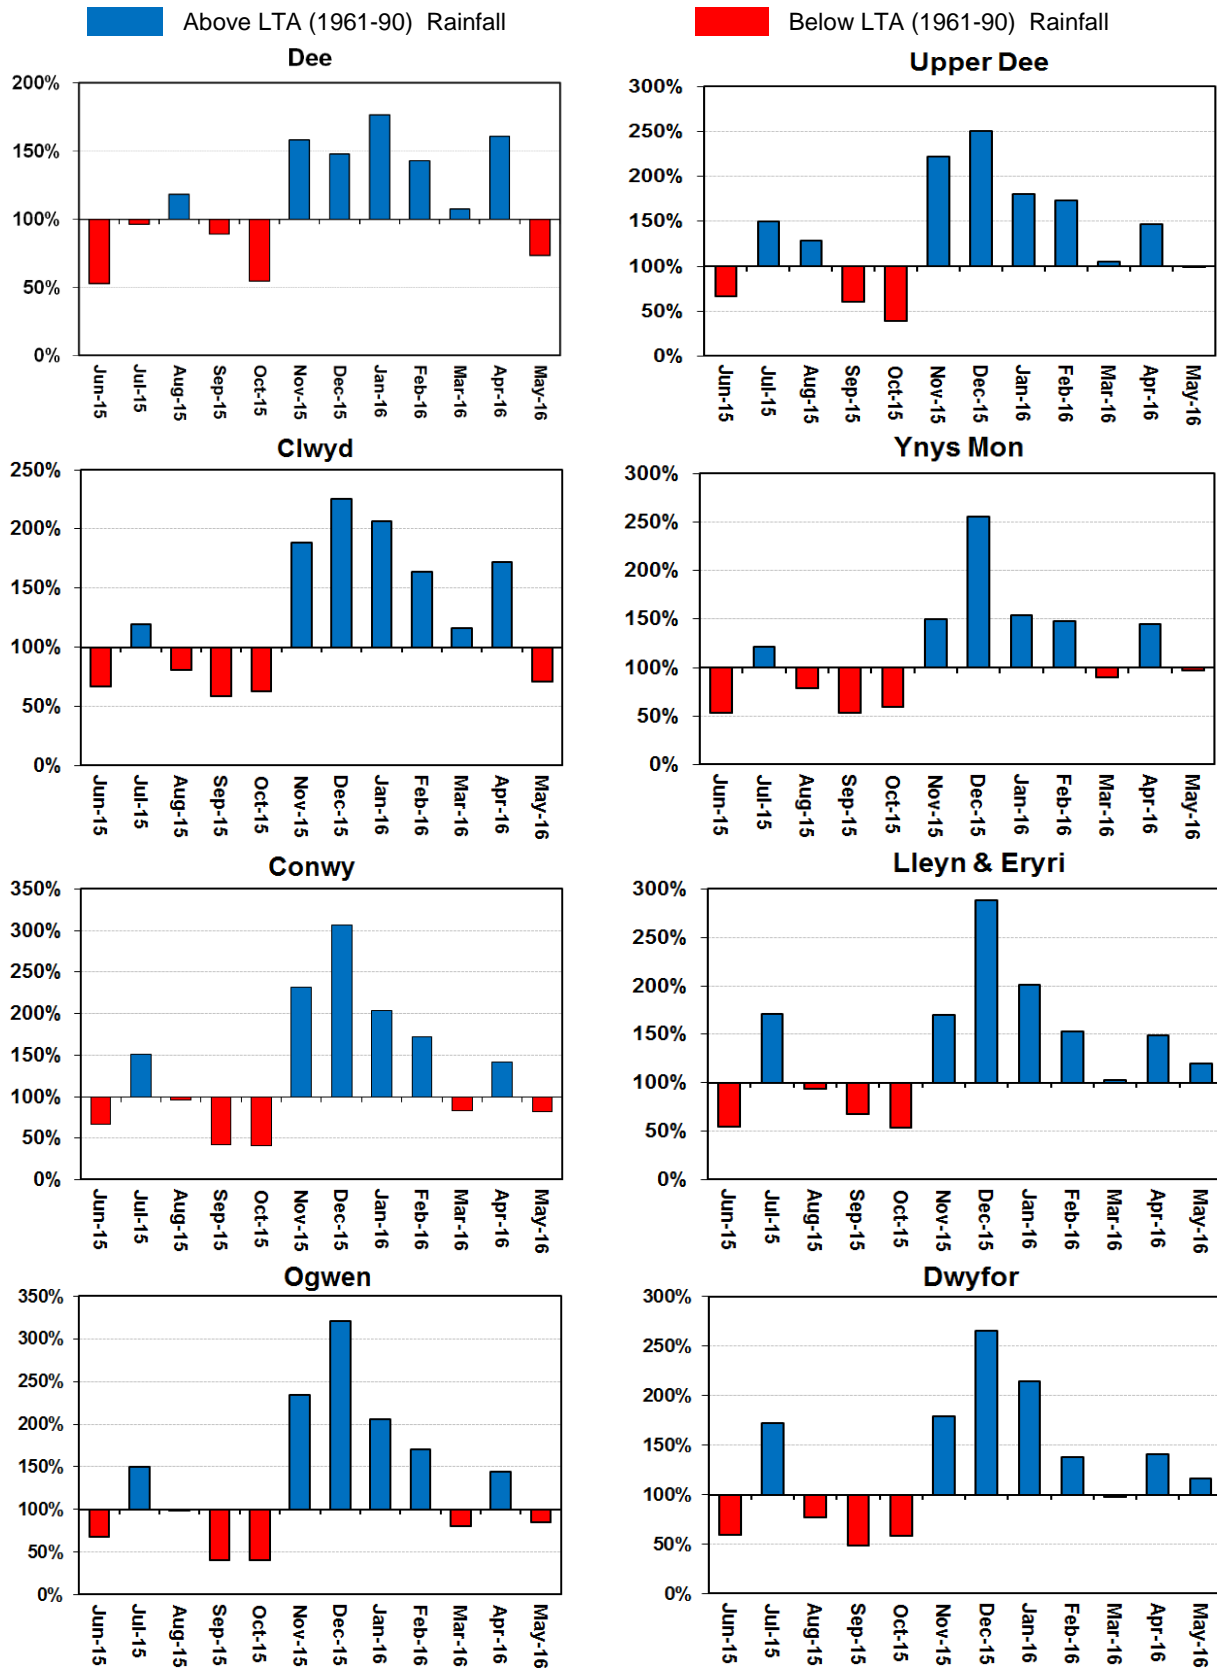 Above LTA (1961-90) Rainfall
Below LTA (1961-90) Rainfall
Dee
200%
150%
100%
50%
0%
Jun-15
Jul-15
Aug-15
Sep-15
Oct-15
Nov-15
Dec-15
Jan-16
Feb-16
Mar-16
Apr-16
May-16
Upper Dee
300%
250%
200%
150%
100%
50%
0%
Jun-15
Jul-15
Aug-15
Sep-15
Oct-15
Nov-15
Dec-15
Jan-16
Feb-16
Mar-16
Apr-16
May-16
Clwyd
250%
200%
150%
100%
50%
0%
Jun-15
Jul-15
Aug-15
Sep-15
Oct-15
Nov-15
Dec-15
Jan-16
Feb-16
Mar-16
Apr-16
May-16
Ynys Mon
300%
250%
200%
150%
100%
50%
0%
Jun-15
Jul-15
Aug-15
Sep-15
Oct-15
Nov-15
Dec-15
Jan-16
Feb-16
Mar-16
Apr-16
May-16
Conwy
350%
300%
250%
200%
150%
100%
50%
0%
Jun-15
Jul-15
Aug-15
Sep-15
Oct-15
Nov-15
Dec-15
Jan-16
Feb-16
Mar-16
Apr-16
May-16
Lleyn & Eryri
300%
250%
200%
150%
100%
50%
0%
Jun-15
Jul-15
Aug-15
Sep-15
Oct-15
Nov-15
Dec-15
Jan-16
Feb-16
Mar-16
Apr-16
May-16
Ogwen
350%
300%
250%
200%
150%
100%
50%
0%
Jun-15
Jul-15
Aug-15
Sep-15
Oct-15
Nov-15
Dec-15
Jan-16
Feb-16
Mar-16
Apr-16
May-16
Dwyfor
300%
250%
200%
150%
100%
50%
0%
Jun-15
Jul-15
Aug-15
Sep-15
Oct-15
Nov-15
Dec-15
Jan-16
Feb-16
Mar-16
Apr-16
May-16